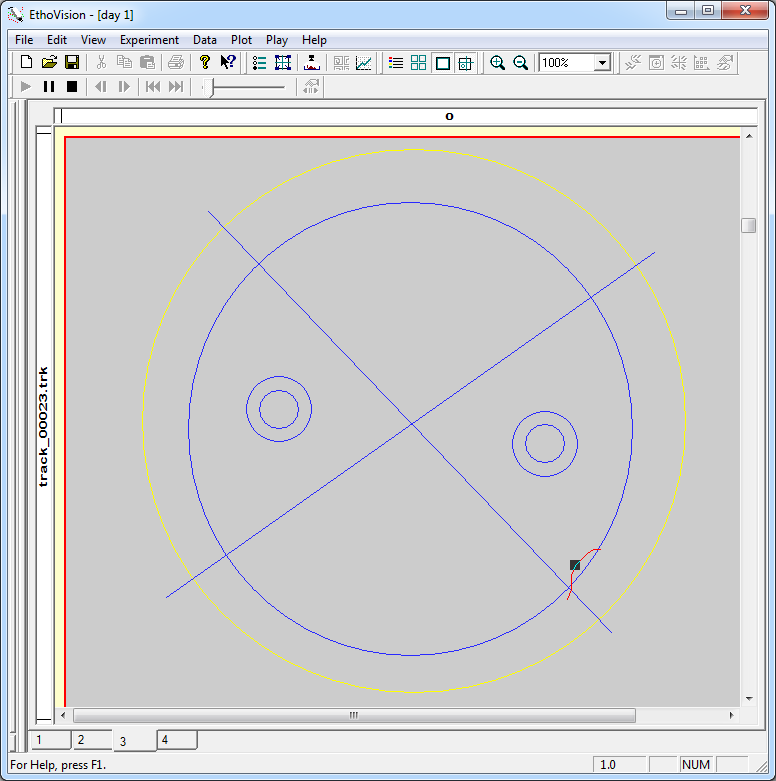 EthoVision - [day 1]
File Edit View Experiment Data Plot Play Help
100%
o
track_00023.trk
1 2 3 4
For Help, press F1. 1.0 NUM